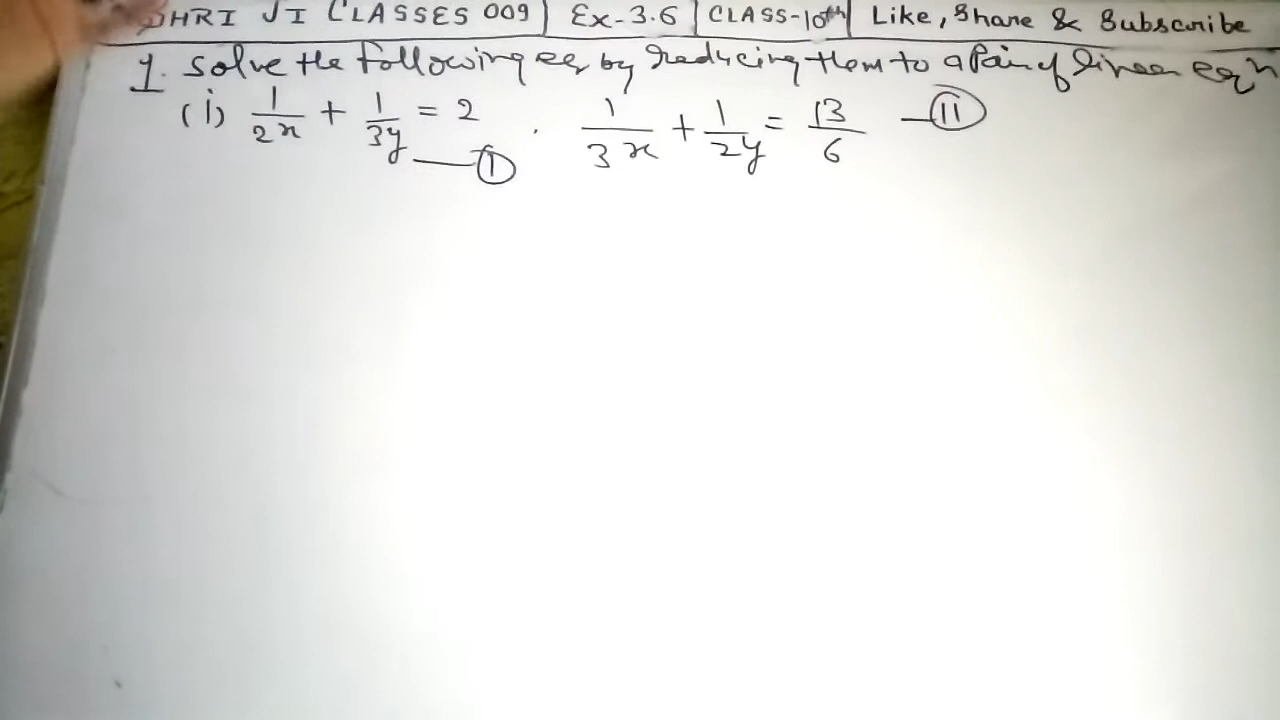 DHRI JI CLASSES 009 | Ex-3.6 | CLASS-10th | Like, Share & Subscribe
1. Solve the following eq by reducing them to a Pair of linear eqn
(i) 1/2x + 1/3y = 2 —(I) , 1/3x + 1/2y = 13/6 —(II)